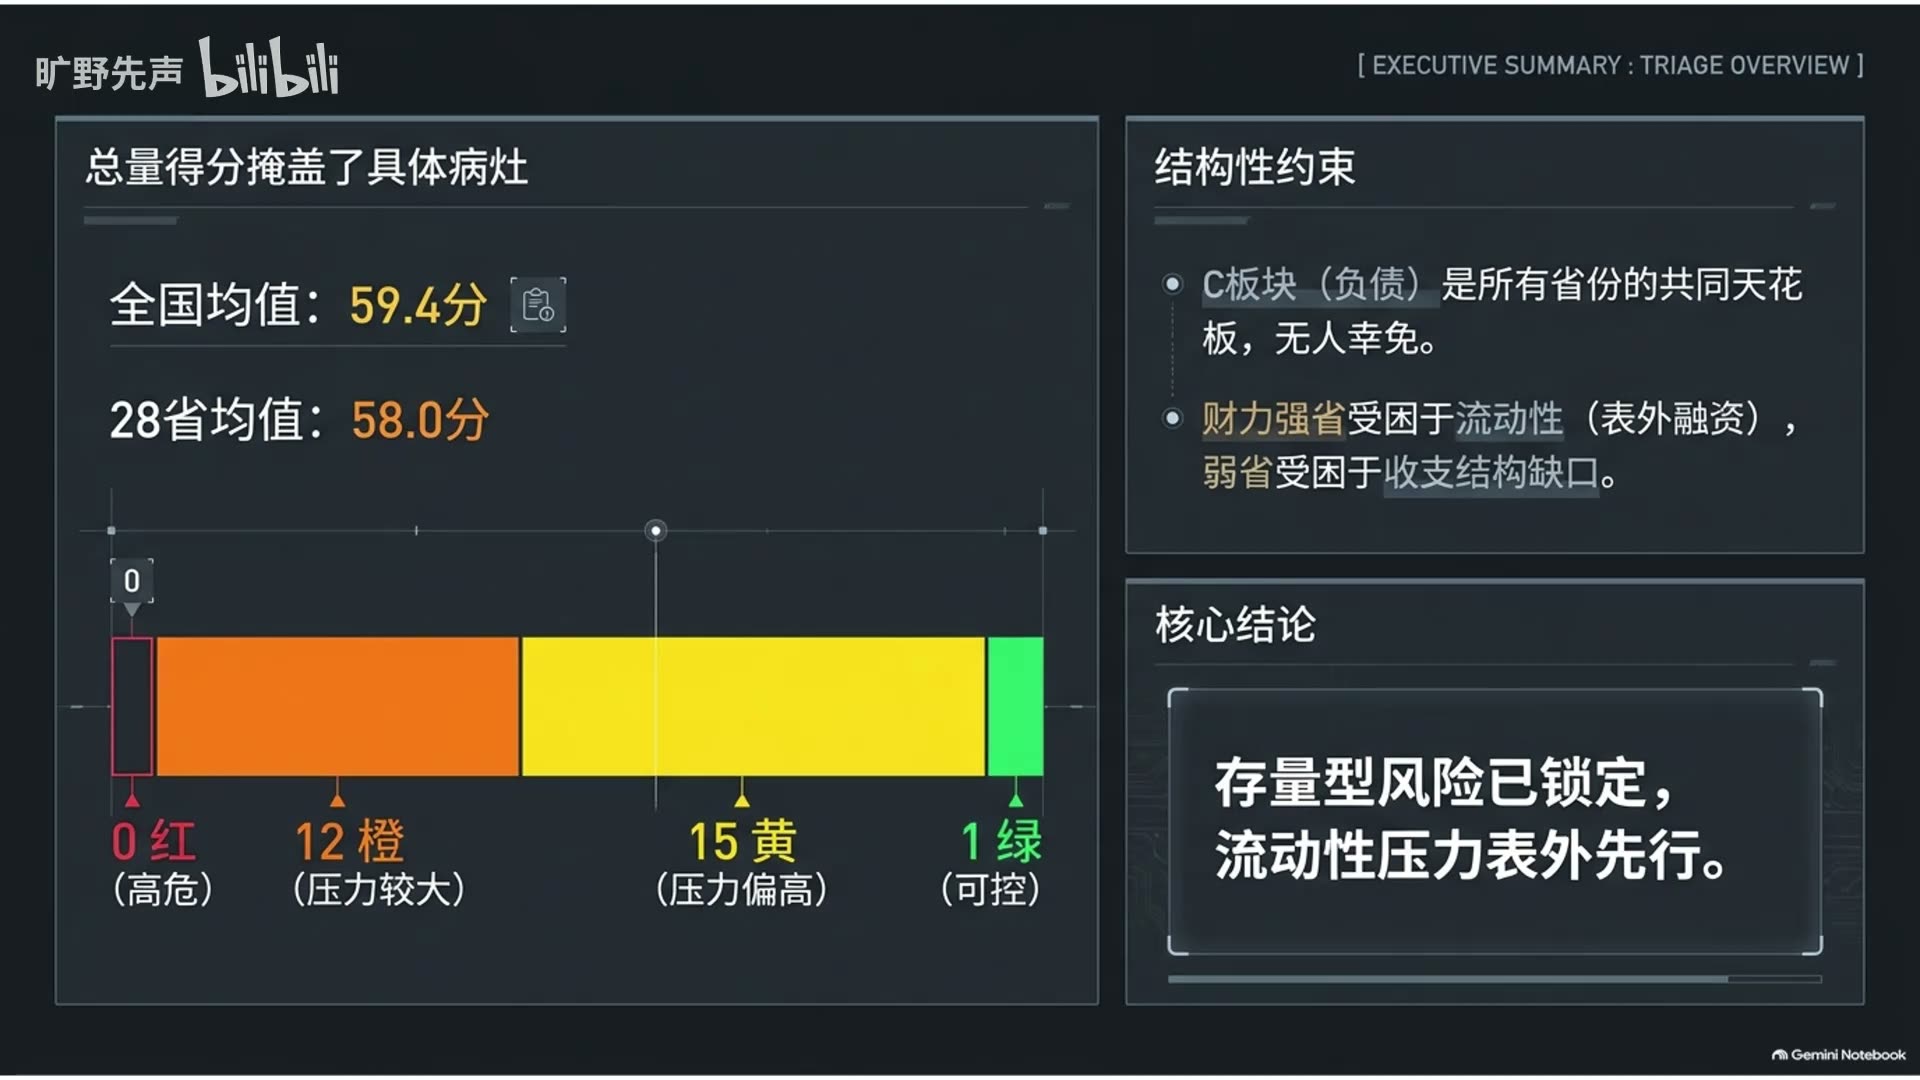 旷野先声 bilibili
[ EXECUTIVE SUMMARY : TRIAGE OVERVIEW ]
总量得分掩盖了具体病灶
全国均值：59.4分
28省均值：58.0分
0
0 红
（高危）
12 橙
（压力较大）
15 黄
（压力偏高）
1 绿
（可控）
结构性约束
C板块（负债）是所有省份的共同天花
板，无人幸免。
财力强省受困于流动性（表外融资），
弱省受困于收支结构缺口。
核心结论
存量型风险已锁定，
流动性压力表外先行。
Gemini Notebook